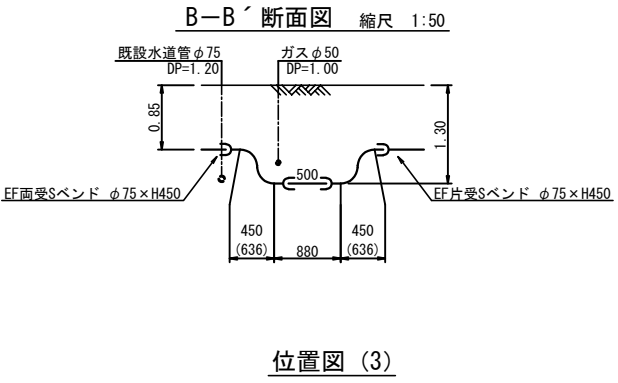 B-B´断面図 縮尺 1:50
既設水道管φ75 ガスφ50
DP=1.20 DP=1.00
0.85
1.30
500
EF両受Sベンド φ75×H450 EF片受Sベンド φ75×H450
450 880 450
(636) (636)
位置図 (3)